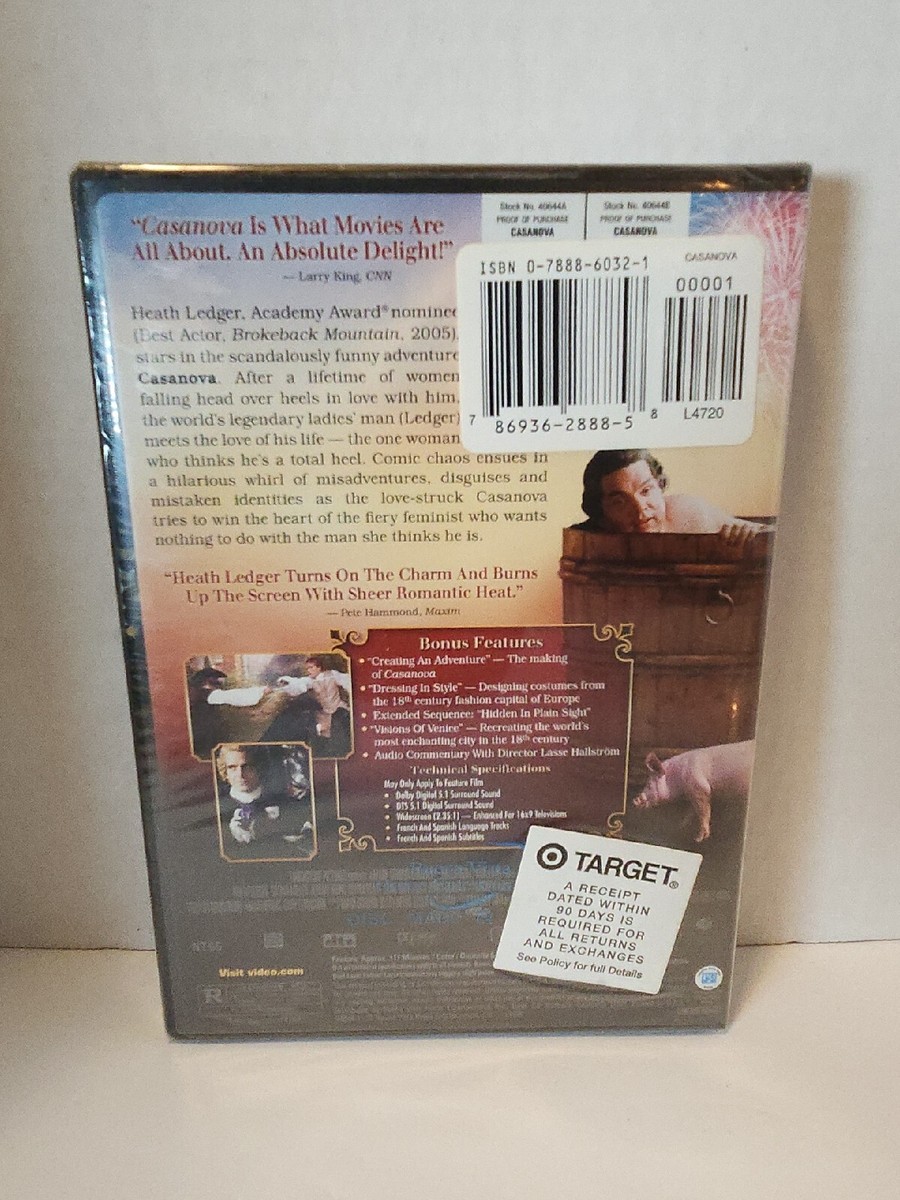 "Casanova Is What Movies Are
All About. An Absolute Delight!"
— Larry King, CNN
Stock No. 40644A
PROOF OF PURCHASE
CASANOVA
Stock No. 40644B
PROOF OF PURCHASE
CASANOVA
ISBN 0-7888-6032-1
CASANOVA
00001
7 86936-2888-5 8
L4720
Heath Ledger, Academy Award® nominee
(Best Actor, Brokeback Mountain, 2005),
stars in the scandalously funny adventure
Casanova. After a lifetime of women
falling head over heels in love with him,
the world's legendary ladies' man (Ledger)
meets the love of his life — the one woman
who thinks he's a total heel. Comic chaos ensues in
a hilarious whirl of misadventures, disguises and
mistaken identities as the love-struck Casanova
tries to win the heart of the fiery feminist who wants
nothing to do with the man she thinks he is.
"Heath Ledger Turns On The Charm And Burns
Up The Screen With Sheer Romantic Heat."
— Pete Hammond, Maxim
Bonus Features
• "Creating An Adventure" — The making
of Casanova
• "Dressing In Style" — Designing costumes from
the 18th century fashion capital of Europe
• Extended Sequence: "Hidden In Plain Sight"
• "Visions Of Venice" — Recreating the world's
most enchanting city in the 18th century
• Audio Commentary With Director Lasse Hallström
Technical Specifications
May Only Apply To Feature Film
• Dolby Digital 5.1 Surround Sound
• DTS 5.1 Digital Surround Sound
• Widescreen (2.35:1) — Enhanced For 16x9 Televisions
• French And Spanish Language Tracks
• French And Spanish Subtitles
TARGET®
A RECEIPT
DATED WITHIN
90 DAYS IS
REQUIRED FOR
ALL RETURNS
AND EXCHANGES
See Policy for full Details
dts
Visit video.com
R